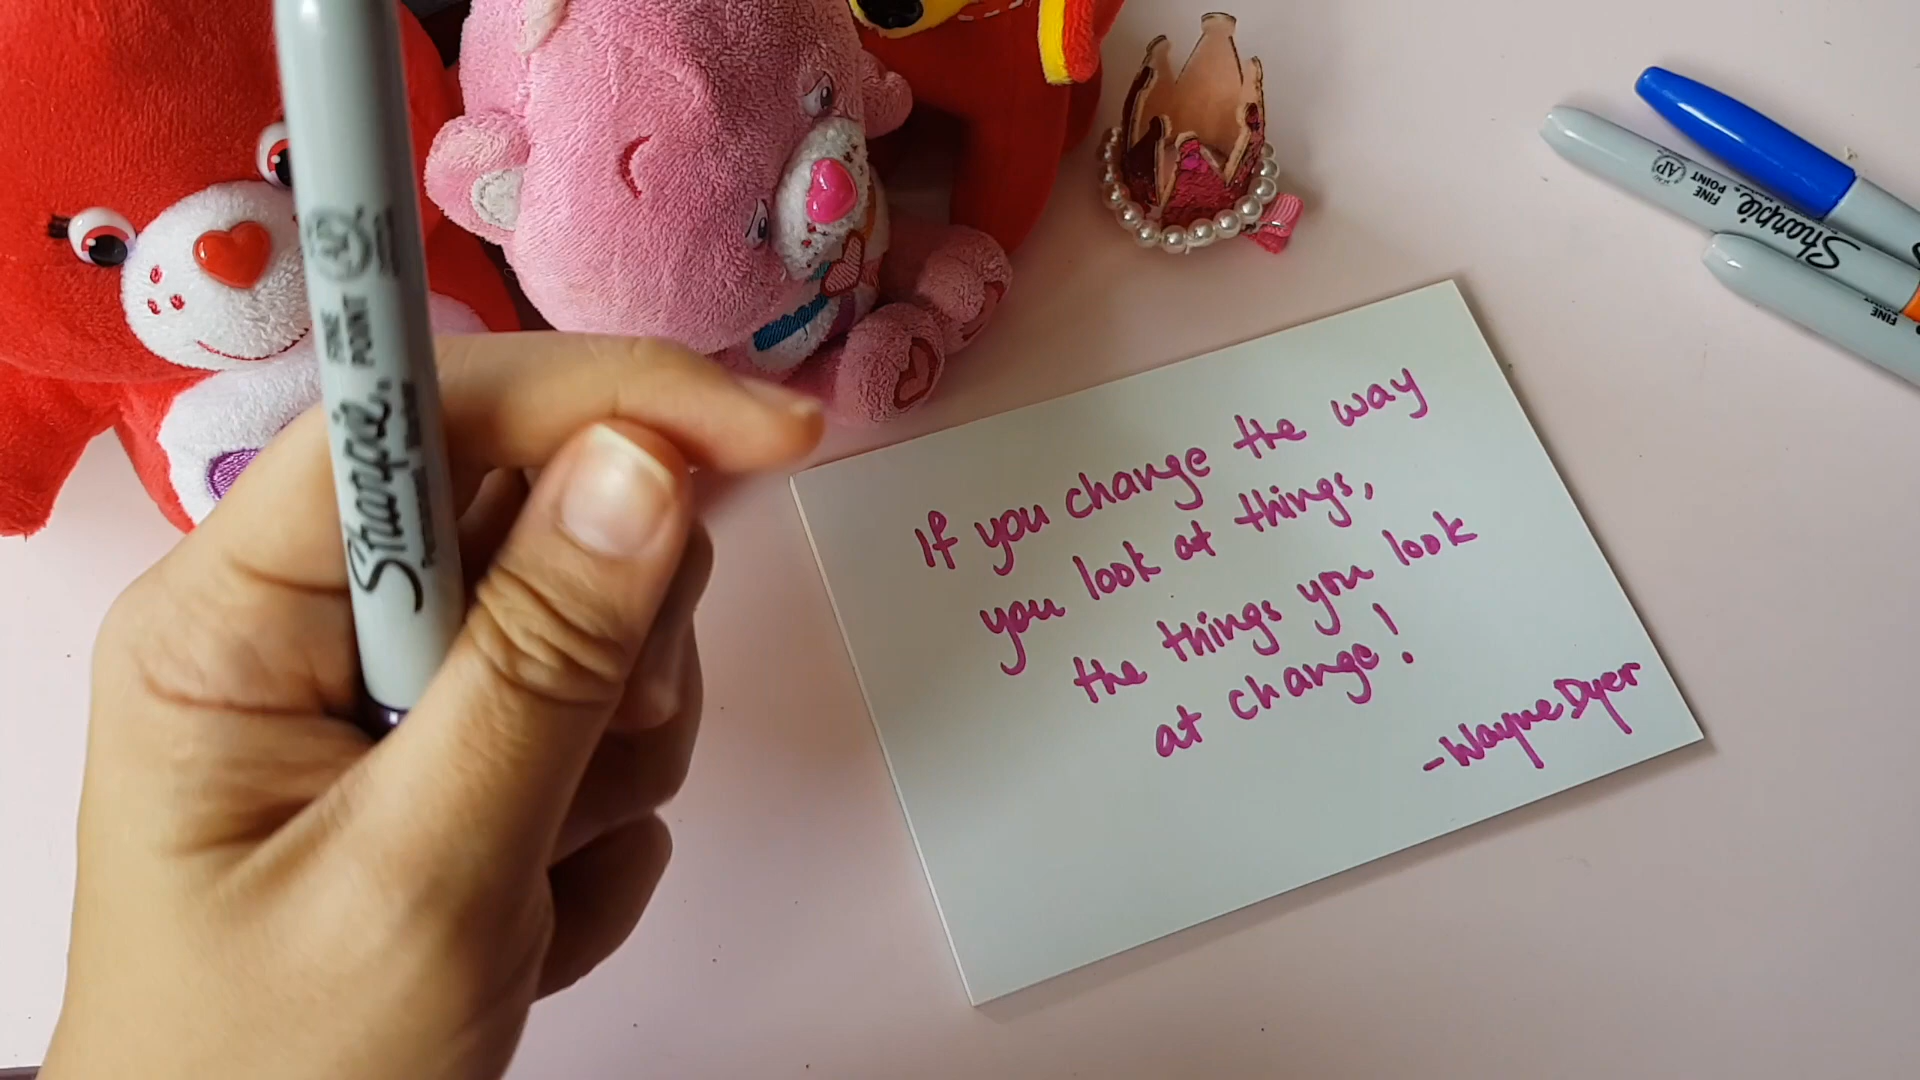 If you change the way
you look at things,
the things you look
at change!
-Wayne Dyer
Sharpie
FINE
POINT
AP
Sharpie
FINE
POINT
FINE